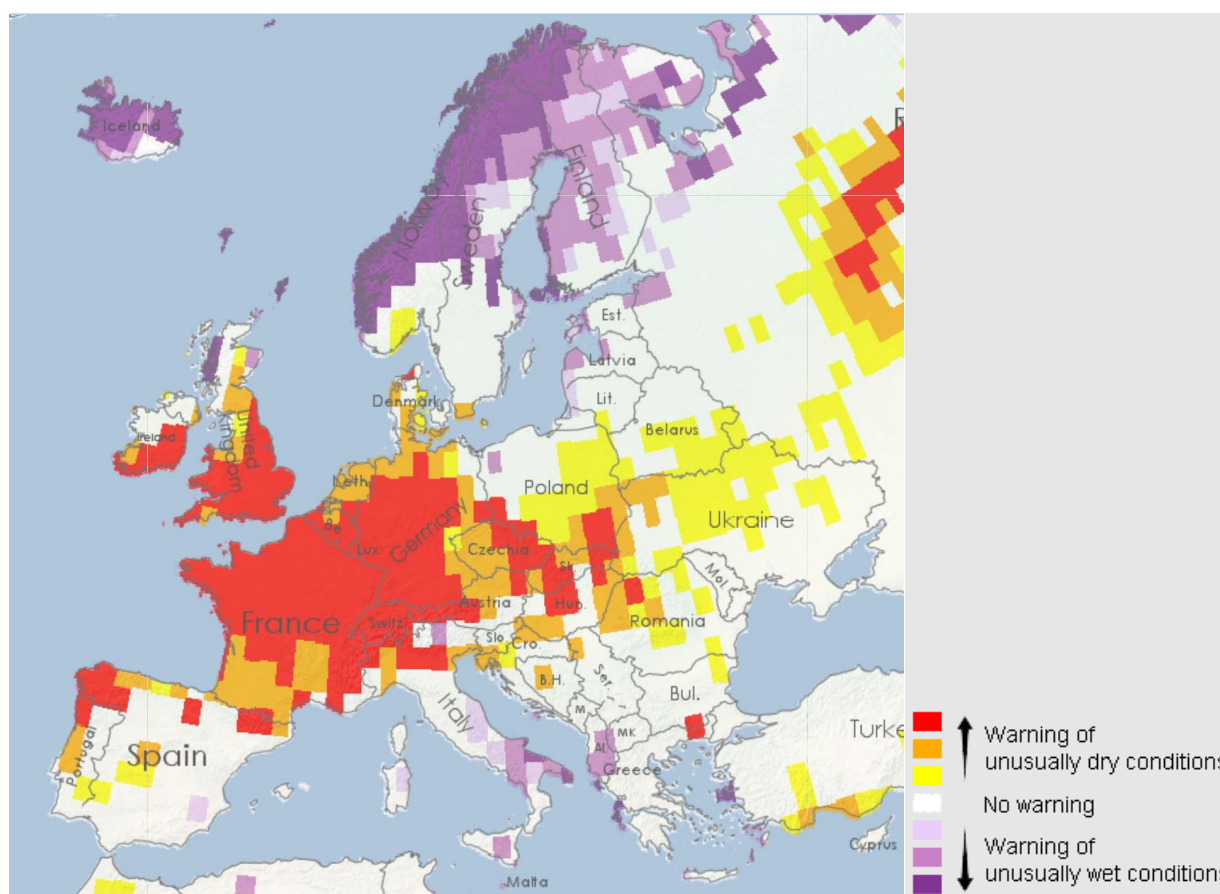 Iceland
Norway
Sweden
Finland
R
Est.
Latvia
Lit.
Denmark
United
Kingdom
Ireland
Belarus
Neth.
Be.
Lux.
Germany
Poland
Ukraine
Czechia
Sk.
Mol.
France
Switz.
Austria
Hun.
Romania
Slo.
Cro.
B.H.
Ser.
Italy
M.
Bul.
MK
Al.
Greece
Turke
Spain
Portugal
Cyprus
Malta
Warning of
unusually dry conditions
No warning
Warning of
unusually wet conditions